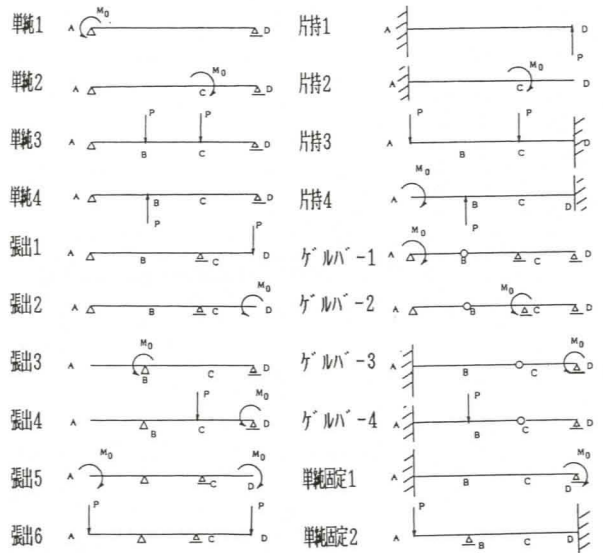 単純1 A M₀ D
単純2 A C M₀ D
単純3 A P B P C D
単純4 A P B C D
張出1 A B C P D
張出2 A B C M₀ D
張出3 A M₀ B C D
張出4 A B P C M₀ D
張出5 A M₀ C M₀ D
張出6 A P C P D
片持1 A P D
片持2 A C M₀ D
片持3 A P B P C D
片持4 A M₀ P B C D
ゲルバー-1 A M₀ B C D
ゲルバー-2 A B M₀ C D
ゲルバー-3 A B C M₀ D
ゲルバー-4 A P B C D
単純固定1 A B C M₀ D
単純固定2 A P B C D